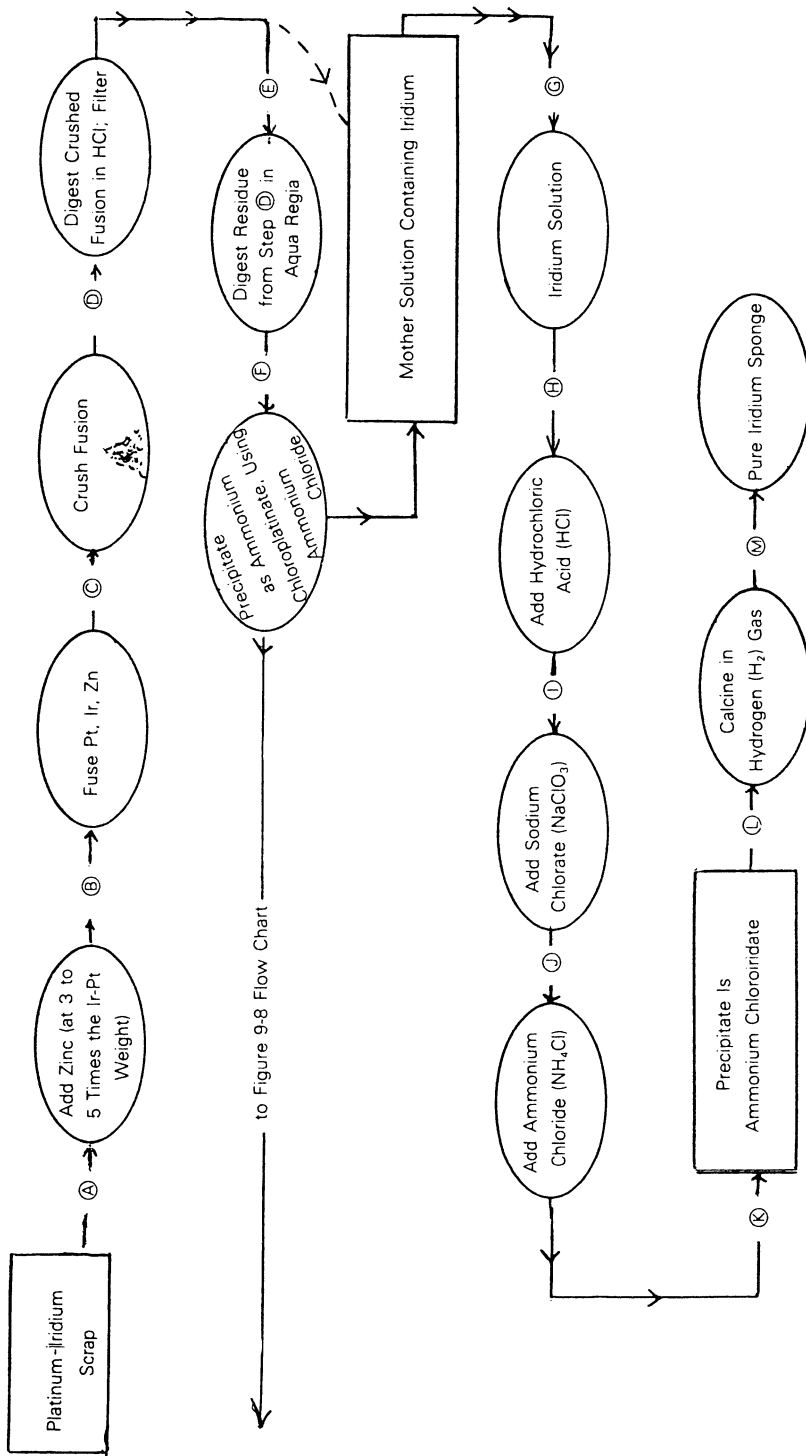 Platinum-Iridium
Scrap
Ⓐ
Add Zinc (at 3 to
5 Times the Ir-Pt
Weight)
Ⓑ
Fuse Pt, Ir, Zn
Ⓒ
Crush Fusion
Ⓓ
Digest Crushed
Fusion in HCl; Filter
Ⓔ
Digest Residue
from Step Ⓓ in
Aqua Regia
Ⓕ
Precipitate
as Ammonium
Chloroplatinate, Using
Ammonium
Chloride
to Figure 9-8 Flow Chart
Mother Solution Containing Iridium
Ⓖ
Iridium Solution
Ⓗ
Add Hydrochloric
Acid (HCl)
Ⓘ
Add Sodium
Chlorate (NaClO₃)
Ⓙ
Add Ammonium
Chloride (NH₄Cl)
Ⓚ
Precipitate Is
Ammonium Chloroiridate
Ⓛ
Calcine in
Hydrogen (H₂) Gas
Ⓜ
Pure Iridium Sponge